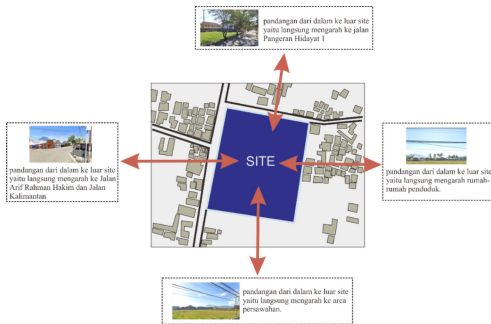 pandangan dari dalam ke luar site
yaitu langsung mengarah ke jalan
Pangeran Hidayat 1
pandangan dari dalam ke luar site
yaitu langsung mengarah ke Jalan
Arif Rahman Hakim dan Jalan
Kalimantan
SITE
pandangan dari dalam ke luar site
yaitu langsung mengarah rumah-
rumah penduduk.
pandangan dari dalam ke luar site
yaitu langsung mengarah ke area
persawahan.